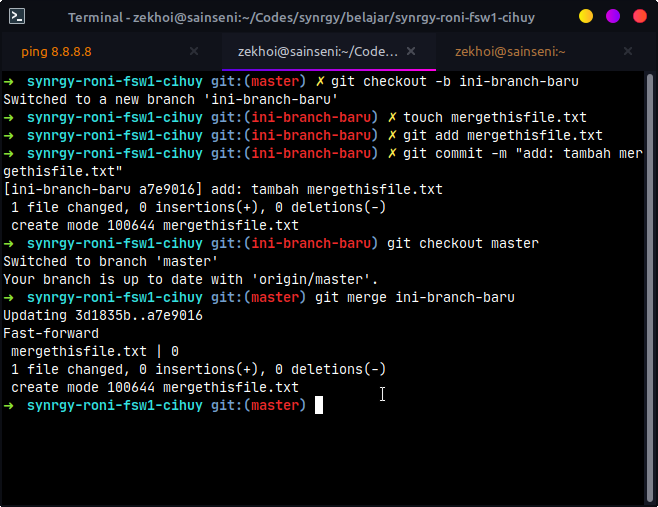 Terminal - zekhoi@sainseni:~/Codes/synrgy/belajar/synrgy-roni-fsw1-cihuy
ping 8.8.8.8 × zekhoi@sainseni:~/Code... × zekhoi@sainseni:~ ×
➜ synrgy-roni-fsw1-cihuy git:(master) ✗ git checkout -b ini-branch-baru
Switched to a new branch 'ini-branch-baru'
➜ synrgy-roni-fsw1-cihuy git:(ini-branch-baru) ✗ touch mergethisfile.txt
➜ synrgy-roni-fsw1-cihuy git:(ini-branch-baru) ✗ git add mergethisfile.txt
➜ synrgy-roni-fsw1-cihuy git:(ini-branch-baru) ✗ git commit -m "add: tambah mer
gethisfile.txt"
[ini-branch-baru a7e9016] add: tambah mergethisfile.txt
 1 file changed, 0 insertions(+), 0 deletions(-)
 create mode 100644 mergethisfile.txt
➜ synrgy-roni-fsw1-cihuy git:(ini-branch-baru) git checkout master
Switched to branch 'master'
Your branch is up to date with 'origin/master'.
➜ synrgy-roni-fsw1-cihuy git:(master) git merge ini-branch-baru
Updating 3d1835b..a7e9016
Fast-forward
 mergethisfile.txt | 0
 1 file changed, 0 insertions(+), 0 deletions(-)
 create mode 100644 mergethisfile.txt
➜ synrgy-roni-fsw1-cihuy git:(master)